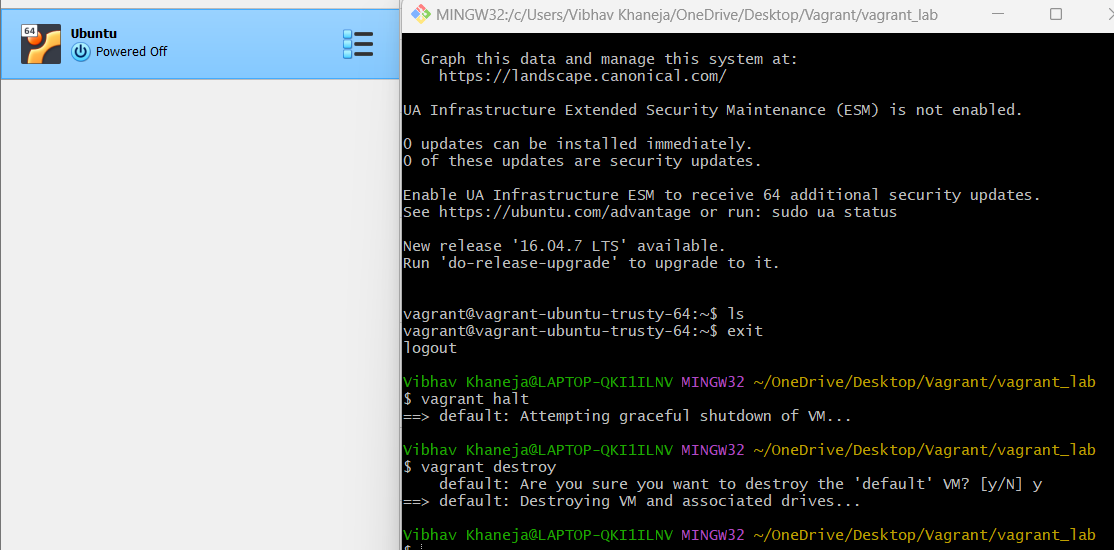 64
Ubuntu
Powered Off
MINGW32:/c/Users/Vibhav Khaneja/OneDrive/Desktop/Vagrant/vagrant_lab
Graph this data and manage this system at:
https://landscape.canonical.com/
UA Infrastructure Extended Security Maintenance (ESM) is not enabled.
0 updates can be installed immediately.
0 of these updates are security updates.
Enable UA Infrastructure ESM to receive 64 additional security updates.
See https://ubuntu.com/advantage or run: sudo ua status
New release '16.04.7 LTS' available.
Run 'do-release-upgrade' to upgrade to it.
vagrant@vagrant-ubuntu-trusty-64:~$ ls
vagrant@vagrant-ubuntu-trusty-64:~$ exit
logout
Vibhav Khaneja@LAPTOP-QKI1ILNV MINGW32 ~/OneDrive/Desktop/Vagrant/vagrant_lab
$ vagrant halt
==> default: Attempting graceful shutdown of VM...
Vibhav Khaneja@LAPTOP-QKI1ILNV MINGW32 ~/OneDrive/Desktop/Vagrant/vagrant_lab
$ vagrant destroy
default: Are you sure you want to destroy the 'default' VM? [y/N] y
==> default: Destroying VM and associated drives...
Vibhav Khaneja@LAPTOP-QKI1ILNV MINGW32 ~/OneDrive/Desktop/Vagrant/vagrant_lab
$